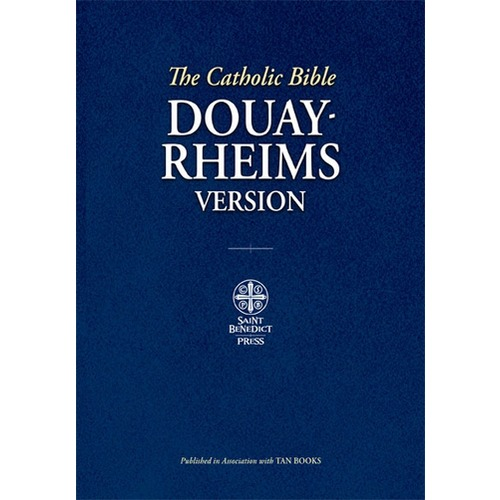 The Catholic Bible
DOUAY-
RHEIMS
VERSION
C S
P B
SAINT
BENEDICT
PRESS
Published in Association with TAN BOOKS